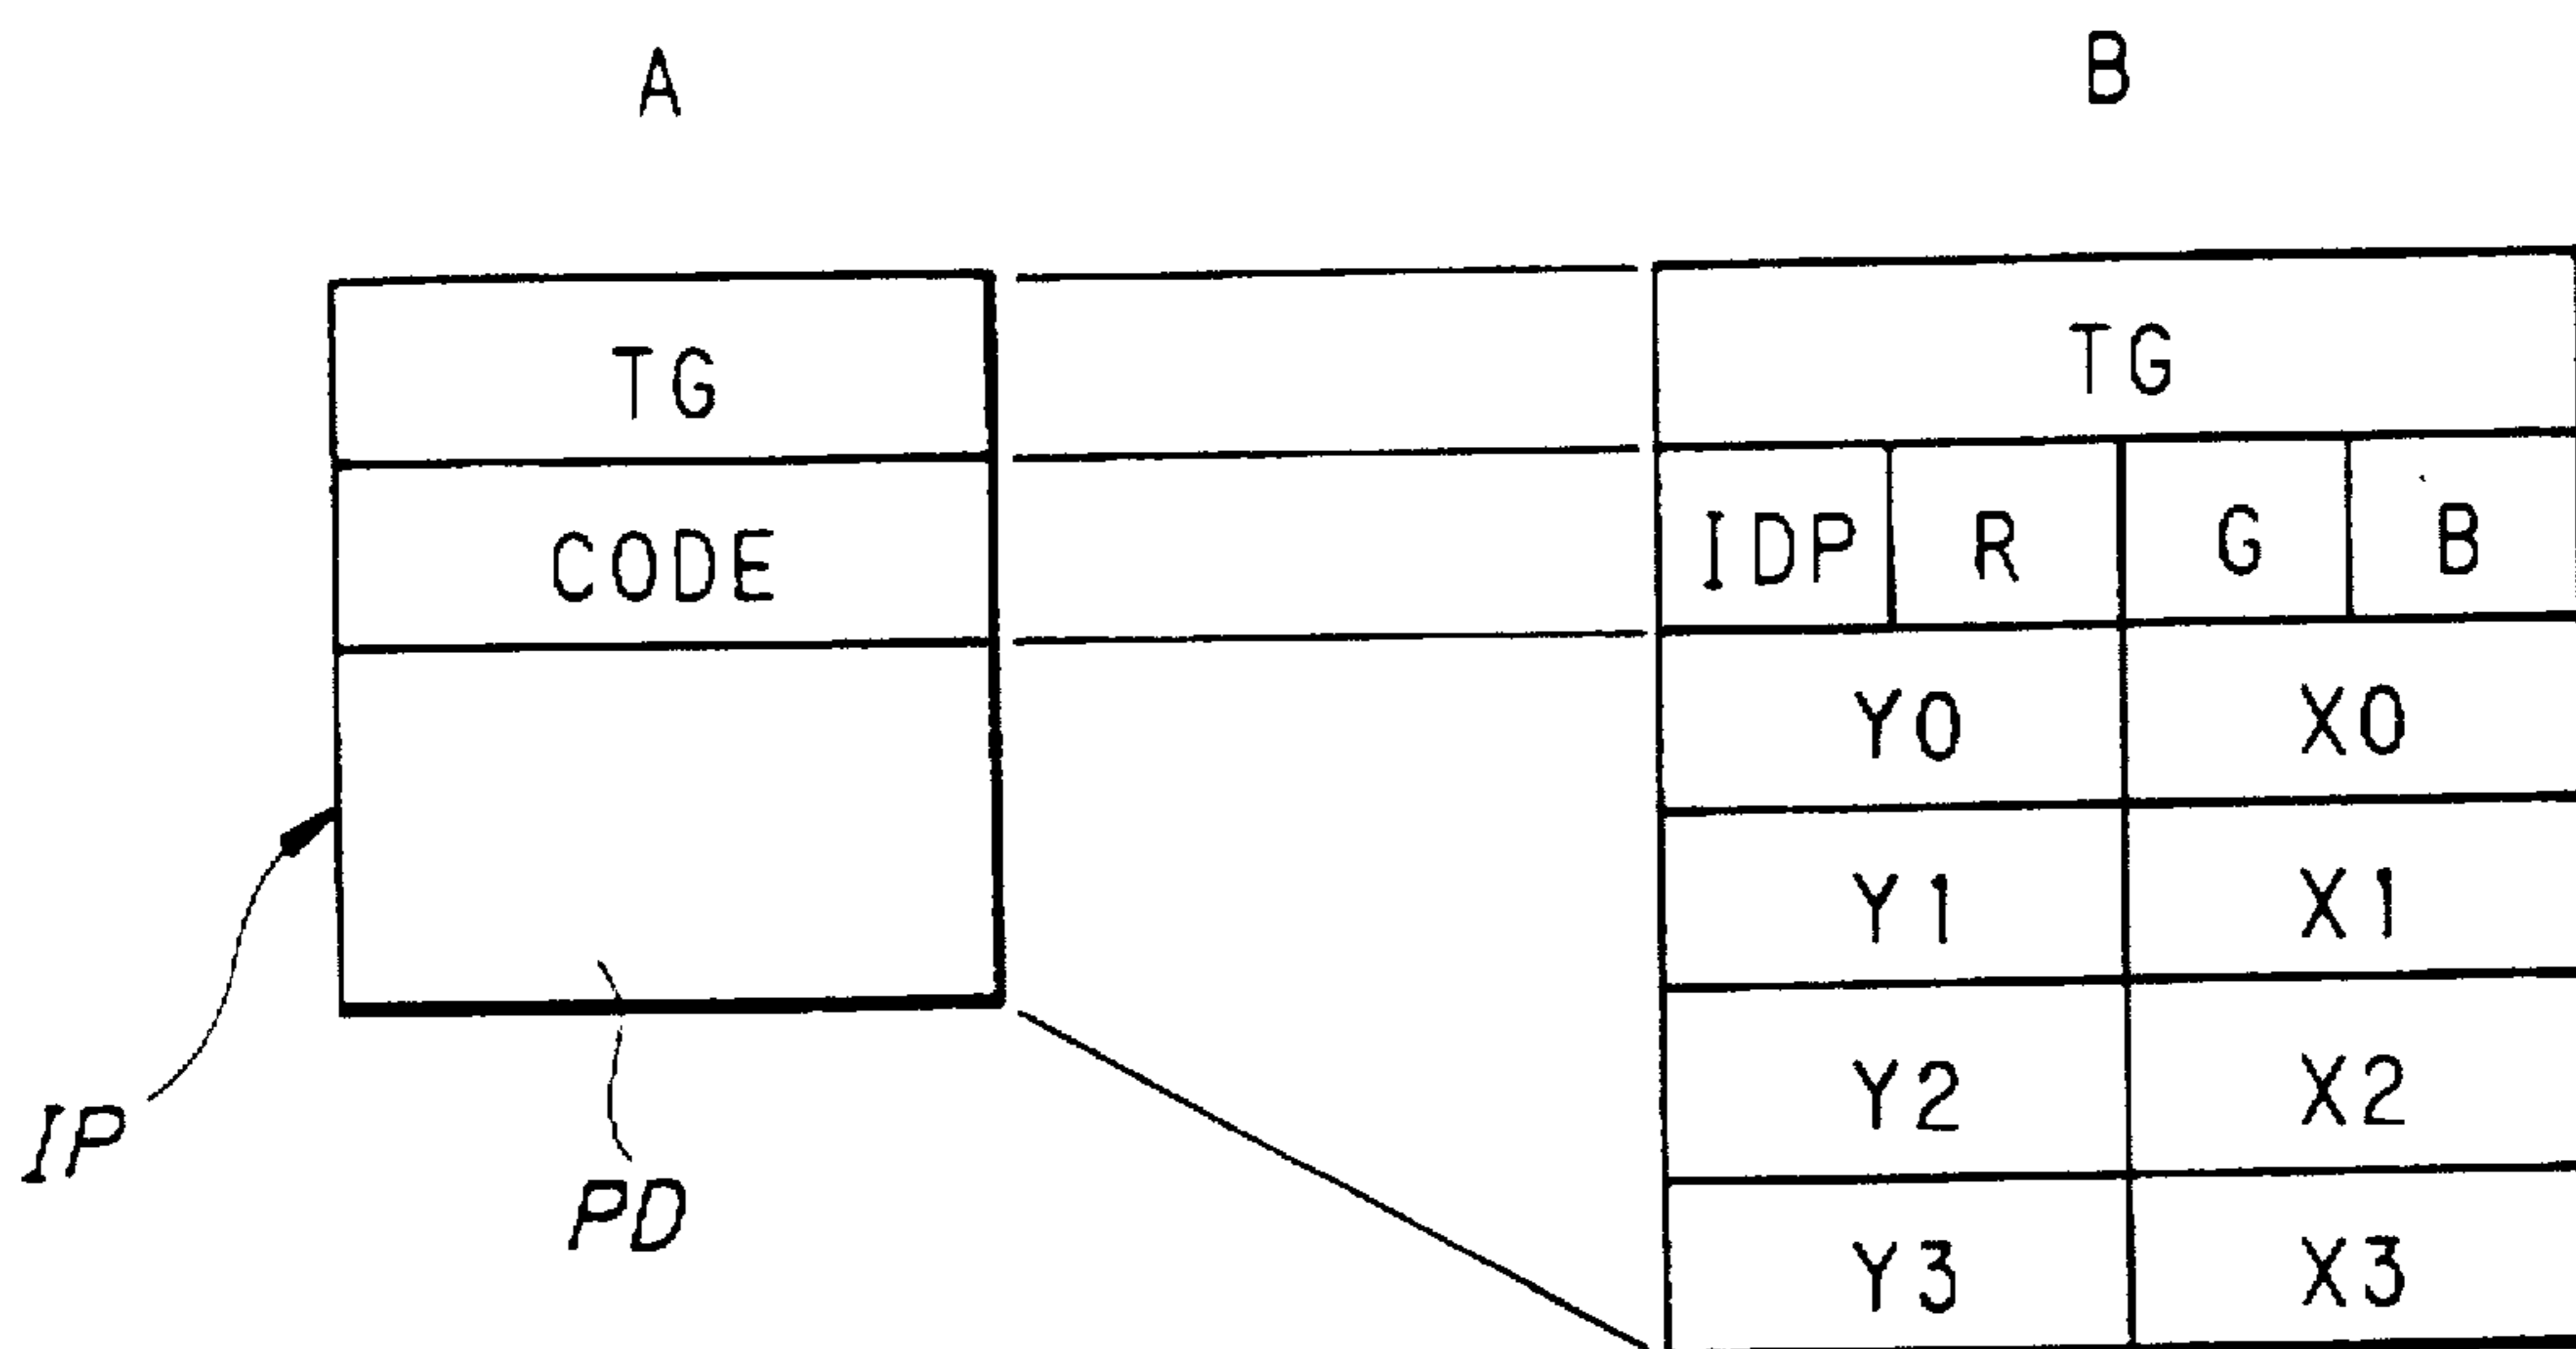 A
B
TG
CODE
IP
PD
TG
IDP R G B
Y0 X0
Y1 X1
Y2 X2
Y3 X3